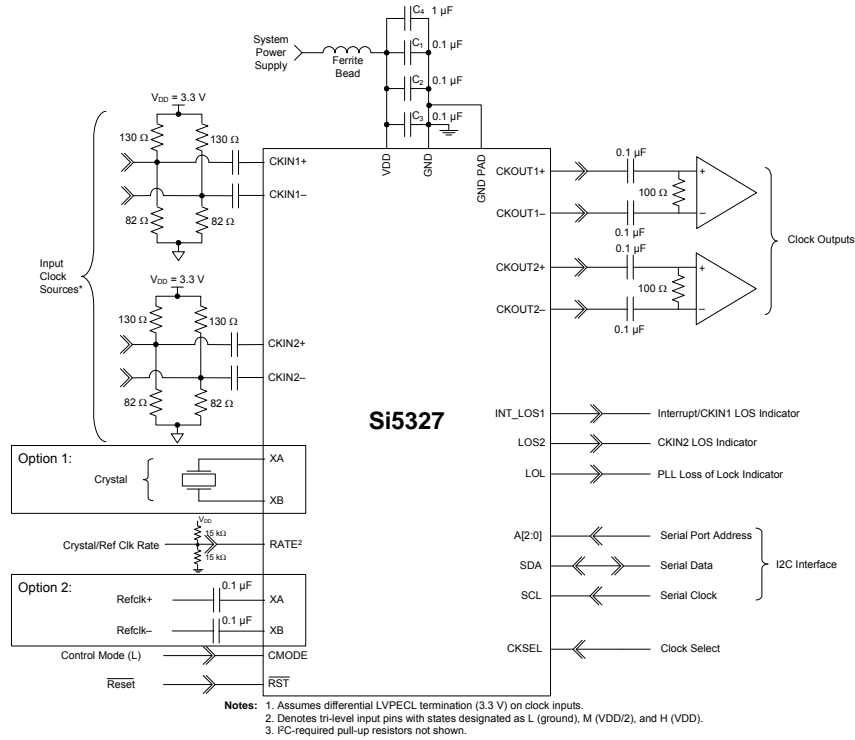 C4 1 µF
System
Power
Supply
Ferrite
Bead
C1 0.1 µF
C2 0.1 µF
C3 0.1 µF
VDD = 3.3 V
130 Ω
130 Ω
82 Ω
82 Ω
CKIN1+
CKIN1–
VDD
GND
GND PAD
Input
Clock
Sources*
VDD = 3.3 V
130 Ω
130 Ω
82 Ω
82 Ω
CKIN2+
CKIN2–
Si5327
CKOUT1+
CKOUT1–
0.1 µF
100 Ω
+
–
0.1 µF
CKOUT2+
CKOUT2–
0.1 µF
100 Ω
+
–
0.1 µF
Clock Outputs
Option 1:
Crystal
XA
XB
Crystal/Ref Clk Rate
VDD
15 kΩ
15 kΩ
RATE²
Option 2:
Refclk+
0.1 µF
XA
Refclk–
0.1 µF
XB
Control Mode (L)
CMODE
Reset
RST
INT_LOS1
Interrupt/CKIN1 LOS Indicator
LOS2
CKIN2 LOS Indicator
LOL
PLL Loss of Lock Indicator
A[2:0]
Serial Port Address
SDA
Serial Data
SCL
Serial Clock
I2C Interface
CKSEL
Clock Select
Notes: 1. Assumes differential LVPECL termination (3.3 V) on clock inputs.
2. Denotes tri-level input pins with states designated as L (ground), M (VDD/2), and H (VDD).
3. I²C-required pull-up resistors not shown.